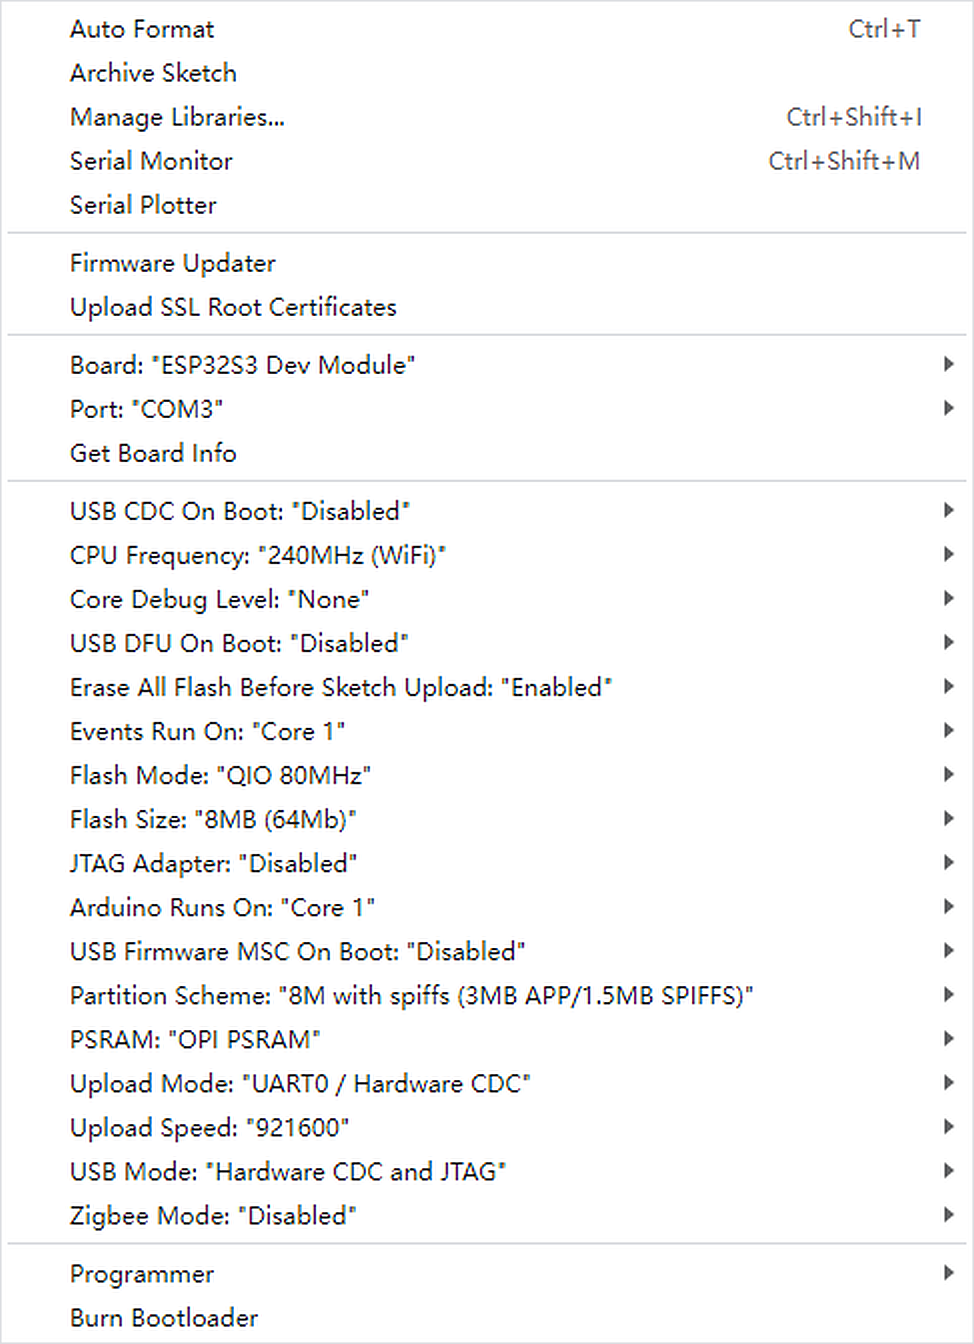 Auto Format Ctrl+T
Archive Sketch
Manage Libraries... Ctrl+Shift+I
Serial Monitor Ctrl+Shift+M
Serial Plotter
Firmware Updater
Upload SSL Root Certificates
Board: "ESP32S3 Dev Module"
Port: "COM3"
Get Board Info
USB CDC On Boot: "Disabled"
CPU Frequency: "240MHz (WiFi)"
Core Debug Level: "None"
USB DFU On Boot: "Disabled"
Erase All Flash Before Sketch Upload: "Enabled"
Events Run On: "Core 1"
Flash Mode: "QIO 80MHz"
Flash Size: "8MB (64Mb)"
JTAG Adapter: "Disabled"
Arduino Runs On: "Core 1"
USB Firmware MSC On Boot: "Disabled"
Partition Scheme: "8M with spiffs (3MB APP/1.5MB SPIFFS)"
PSRAM: "OPI PSRAM"
Upload Mode: "UART0 / Hardware CDC"
Upload Speed: "921600"
USB Mode: "Hardware CDC and JTAG"
Zigbee Mode: "Disabled"
Programmer
Burn Bootloader